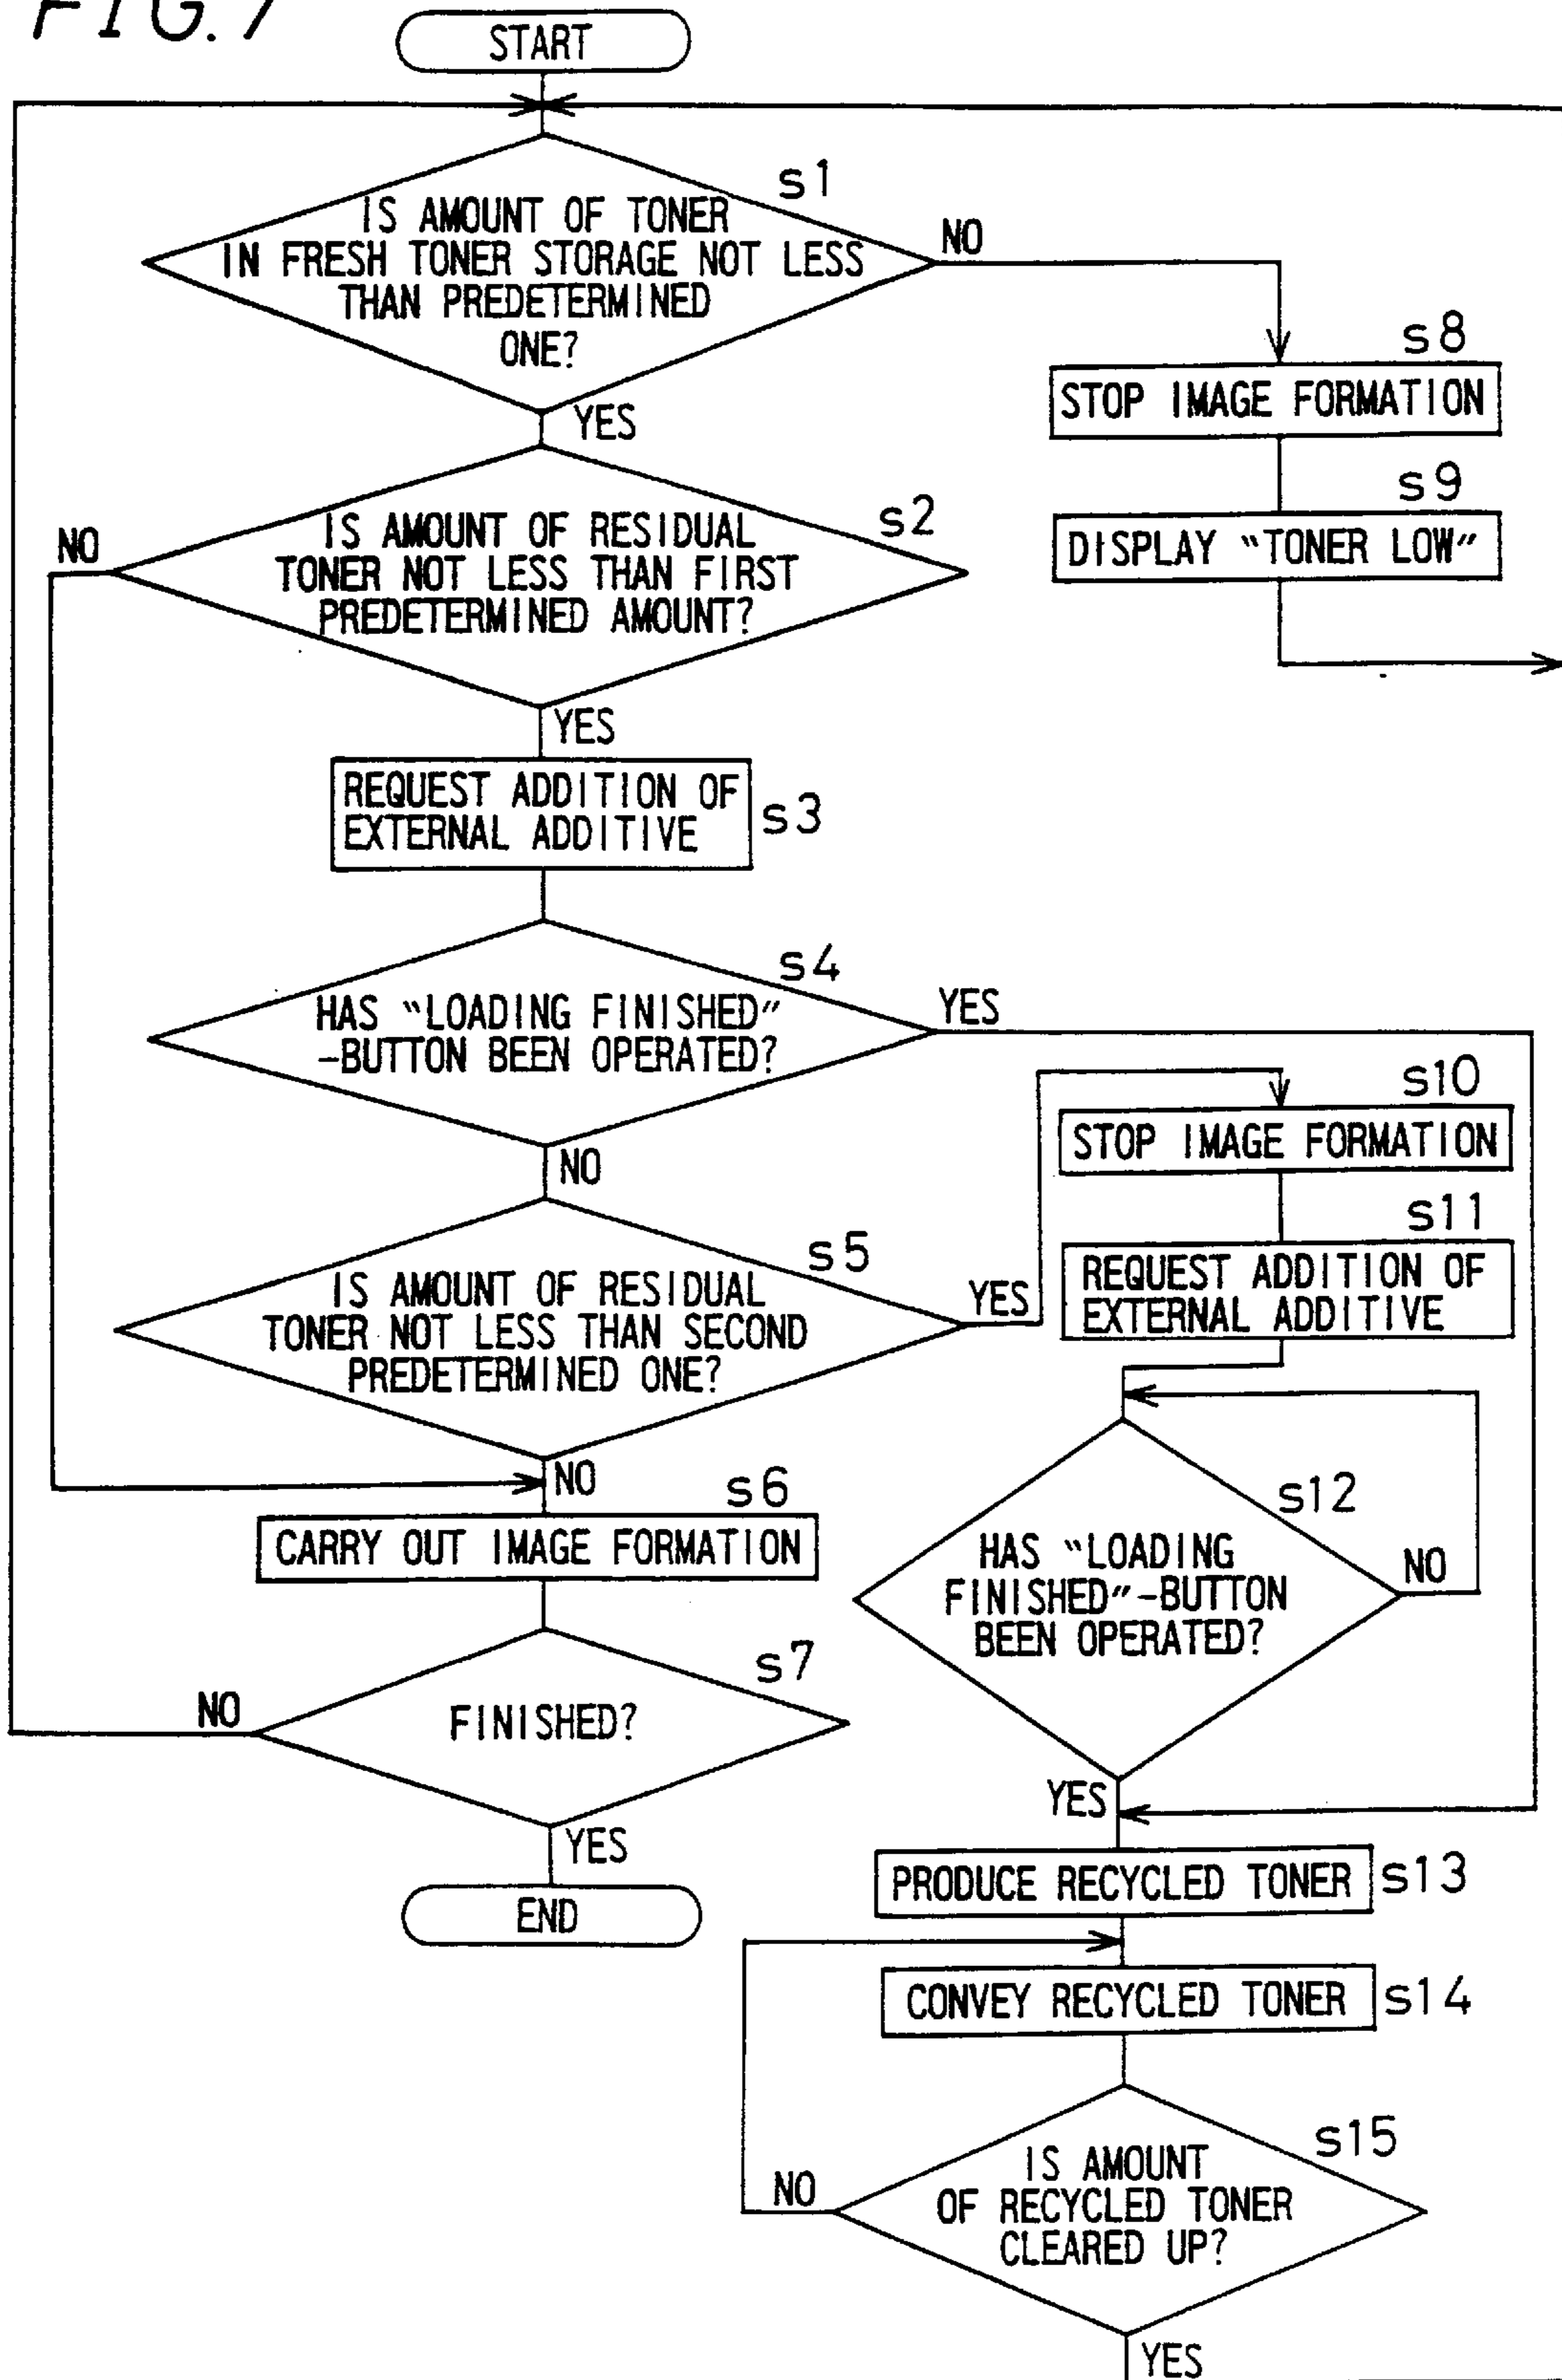 FIG. 7
START
s1
IS AMOUNT OF TONER
IN FRESH TONER STORAGE NOT LESS
THAN PREDETERMINED
ONE?
NO
YES
s8
STOP IMAGE FORMATION
s9
DISPLAY "TONER LOW"
s2
NO
IS AMOUNT OF RESIDUAL
TONER NOT LESS THAN FIRST
PREDETERMINED AMOUNT?
YES
REQUEST ADDITION OF
EXTERNAL ADDITIVE
s3
s4
HAS "LOADING FINISHED"
-BUTTON BEEN OPERATED?
YES
NO
s10
STOP IMAGE FORMATION
s11
REQUEST ADDITION OF
EXTERNAL ADDITIVE
s5
IS AMOUNT OF RESIDUAL
TONER NOT LESS THAN SECOND
PREDETERMINED ONE?
YES
NO
s6
CARRY OUT IMAGE FORMATION
s12
HAS "LOADING
FINISHED"-BUTTON
BEEN OPERATED?
NO
YES
s7
FINISHED?
NO
YES
END
PRODUCE RECYCLED TONER
s13
CONVEY RECYCLED TONER
s14
s15
IS AMOUNT
OF RECYCLED TONER
CLEARED UP?
NO
YES